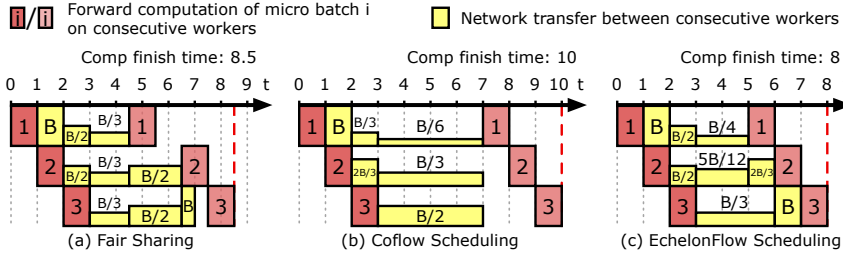 i/i Forward computation of micro batch i
on consecutive workers
Network transfer between consecutive workers
Comp finish time: 8.5
0 1 2 3 4 5 6 7 8 9 t
1 B B/2 B/3 1
2 B/2 B/3 B/2 2
3 B/3 B/2 B 3
(a) Fair Sharing
Comp finish time: 10
0 1 2 3 4 5 6 7 8 9 10 t
1 B B/3 B/6 1
2 2B/3 B/3 2
3 B/2 3
(b) Coflow Scheduling
Comp finish time: 8
0 1 2 3 4 5 6 7 8 t
1 B B/2 B/4 1
2 B/2 5B/12 2B/3 2
3 B/3 B 3
(c) EchelonFlow Scheduling